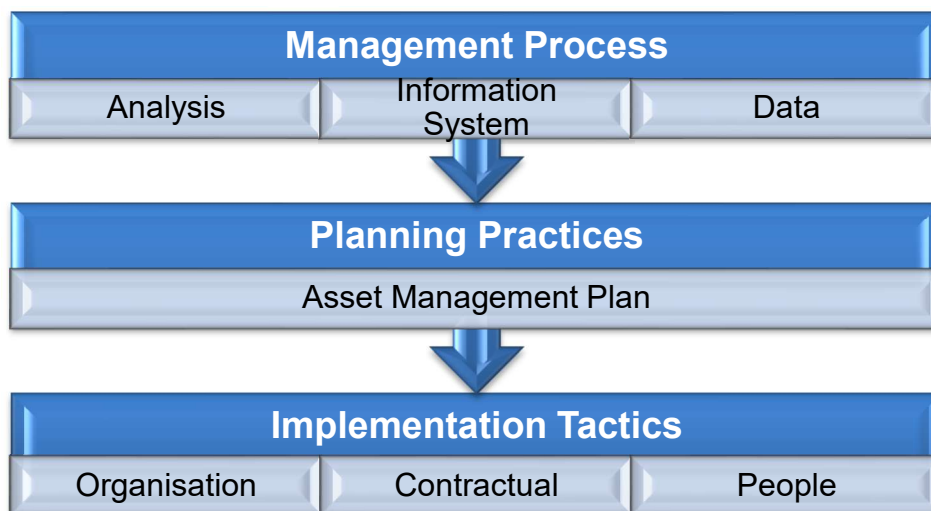 Management Process
Analysis
Information
System
Data
Planning Practices
Asset Management Plan
Implementation Tactics
Organisation
Contractual
People